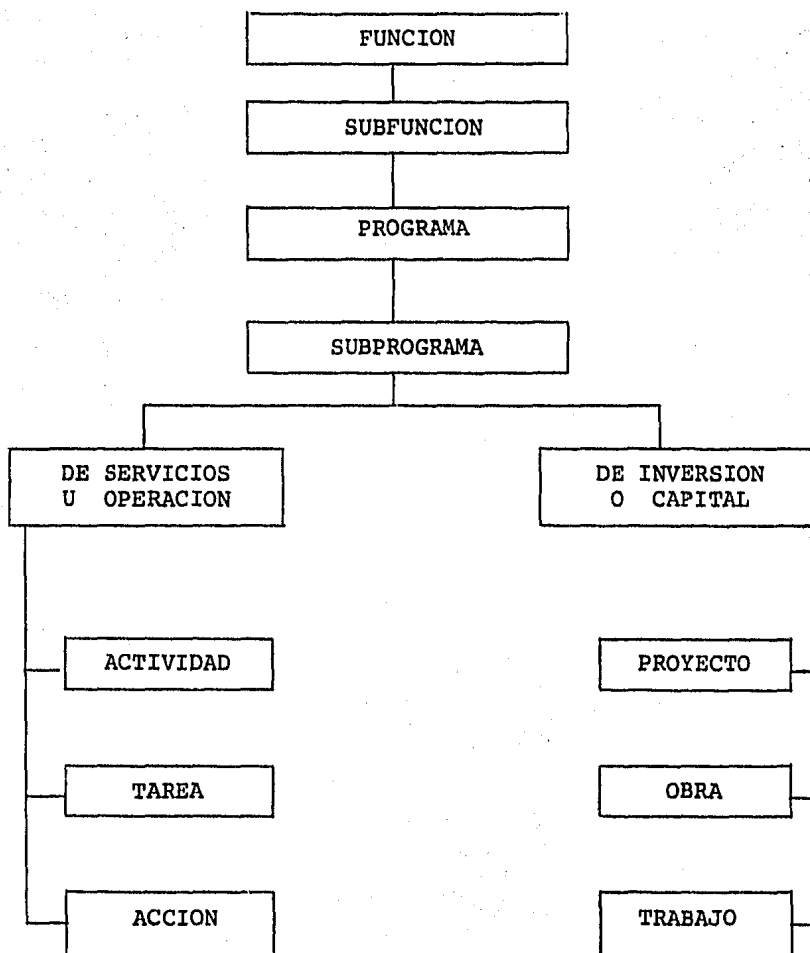 FUNCION
SUBFUNCION
PROGRAMA
SUBPROGRAMA
DE SERVICIOS
U OPERACION
DE INVERSION
O CAPITAL
ACTIVIDAD
PROYECTO
TAREA
OBRA
ACCION
TRABAJO